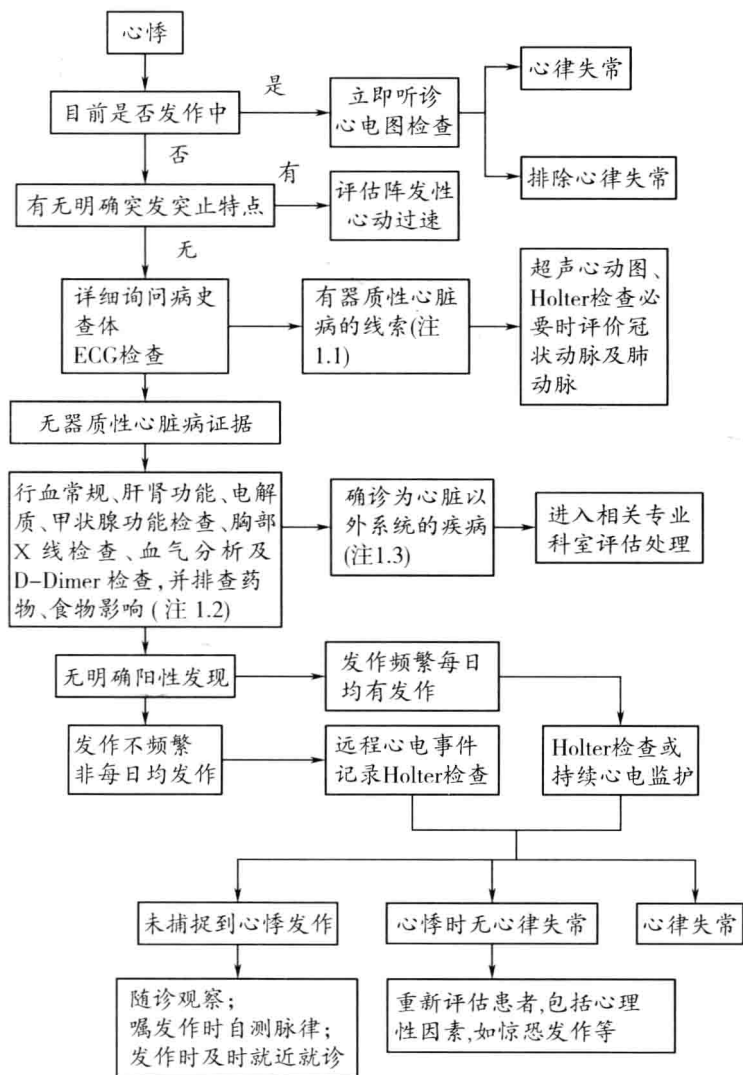 心悸
目前是否发作中
是
立即听诊
心电图检查
心律失常
排除心律失常
否
有无明确突发突止特点
有
评估阵发性
心动过速
无
详细询问病史
查体
ECG检查
有器质性心脏
病的线索(注
1.1)
超声心动图、
Holter检查必
要时评价冠
状动脉及肺
动脉
无器质性心脏病证据
行血常规、肝肾功能、电解
质、甲状腺功能检查、胸部
X 线检查、血气分析及
D-Dimer 检查,并排查药
物、食物影响(注 1.2)
确诊为心脏以
外系统的疾病
(注1.3)
进入相关专业
科室评估处理
无明确阳性发现
发作频繁每日
均有发作
发作不频繁
非每日均发作
远程心电事件
记录Holter检查
Holter检查或
持续心电监护
未捕捉到心悸发作
心悸时无心律失常
心律失常
随诊观察;
嘱发作时自测脉律;
发作时及时就近就诊
重新评估患者,包括心理
性因素,如惊恐发作等